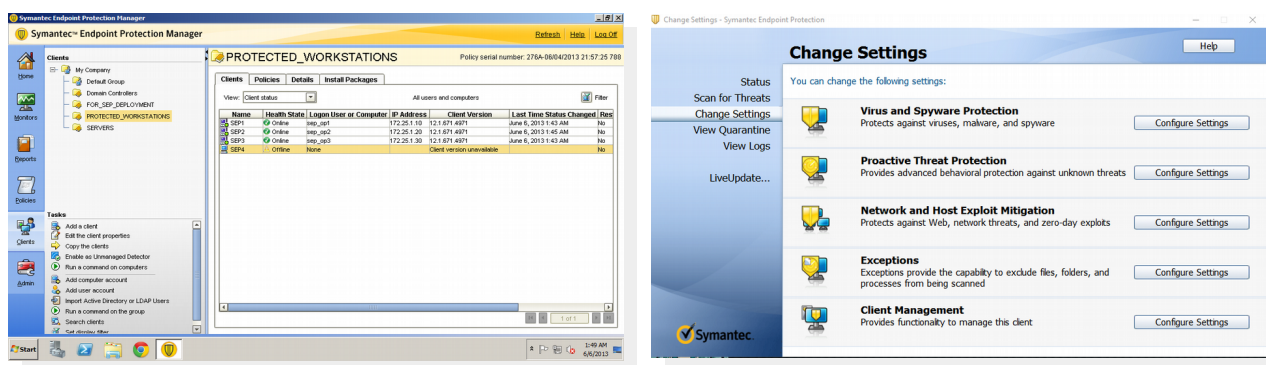 Symantec Endpoint Protection Manager
Symantec™ Endpoint Protection Manager
Refresh Help Log Off
Home
Monitors
Reports
Policies
Clients
Admin
Clients
My Company
Default Group
Domain Controllers
FOR_SEP_DEPLOYMENT
PROTECTED_WORKSTATIONS
SERVERS
Tasks
Add a client
Edit the client properties
Copy the clients
Enable as Unmanaged Detector
Run a command on computers
Add computer account
Add user account
Import Active Directory or LDAP Users
Run a command on the group
Search clients
Set display filter
PROTECTED_WORKSTATIONS
Policy serial number: 276A-06/04/2013 21:57:25 788
Clients Policies Details Install Packages
View: Client status All users and computers Filter
Name Health State Logon User or Computer IP Address Client Version Last Time Status Changed Res
SEP1 Online sep_op1 172.25.1.10 12.1.671.4971 June 6, 2013 1:43 AM No
SEP2 Online sep_op2 172.25.1.20 12.1.671.4971 June 6, 2013 1:45 AM No
SEP3 Online sep_op3 172.25.1.30 12.1.671.4971 June 6, 2013 1:43 AM No
SEP4 Offline None Client version unavailable No
1 of 1
Start
1:49 AM
6/6/2013
Change Settings - Symantec Endpoint Protection
Change Settings
Help
Status
Scan for Threats
Change Settings
View Quarantine
View Logs
LiveUpdate...
Symantec.
You can change the following settings:
Virus and Spyware Protection
Protects against viruses, malware, and spyware
Configure Settings
Proactive Threat Protection
Provides advanced behavioral protection against unknown threats
Configure Settings
Network and Host Exploit Mitigation
Protects against Web, network threats, and zero-day exploits
Configure Settings
Exceptions
Exceptions provide the capability to exclude files, folders, and
processes from being scanned
Configure Settings
Client Management
Provides functionality to manage this client
Configure Settings